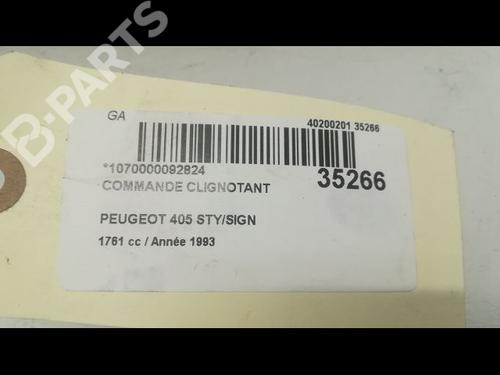 B-PARTS
GA
40200201 35266
*1070000092824
COMMANDE CLIGNOTANT
35266
PEUGEOT 405 STY/SIGN
1761 cc / Année 1993